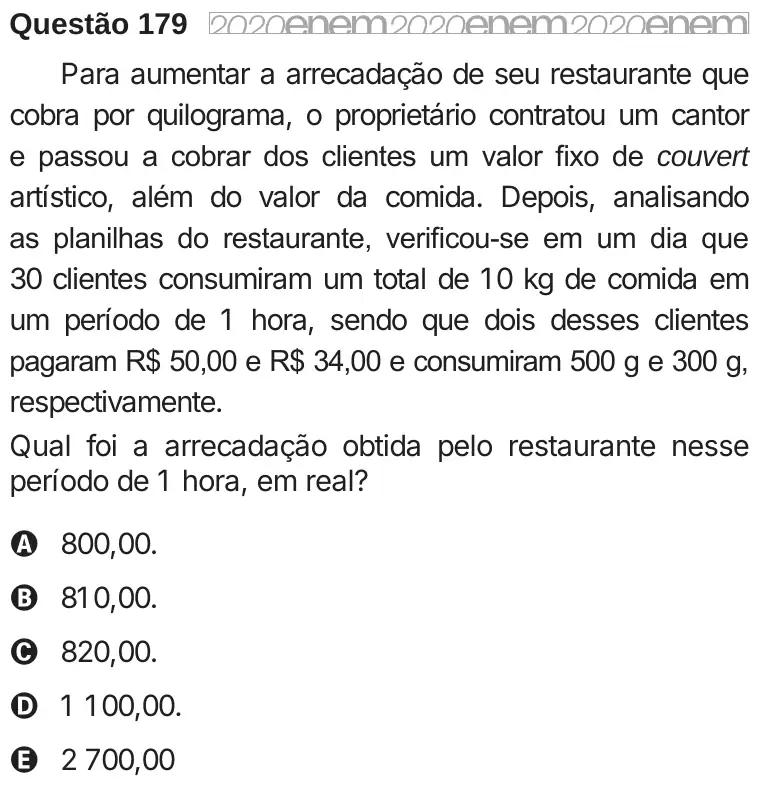 Questão 179 2020enem2020enem2020enem
Para aumentar a arrecadação de seu restaurante que
cobra por quilograma, o proprietário contratou um cantor
e passou a cobrar dos clientes um valor fixo de couvert
artístico, além do valor da comida. Depois, analisando
as planilhas do restaurante, verificou-se em um dia que
30 clientes consumiram um total de 10 kg de comida em
um período de 1 hora, sendo que dois desses clientes
pagaram R$ 50,00 e R$ 34,00 e consumiram 500 g e 300 g,
respectivamente.
Qual foi a arrecadação obtida pelo restaurante nesse
período de 1 hora, em real?
A 800,00.
B 810,00.
C 820,00.
D 1 100,00.
E 2 700,00